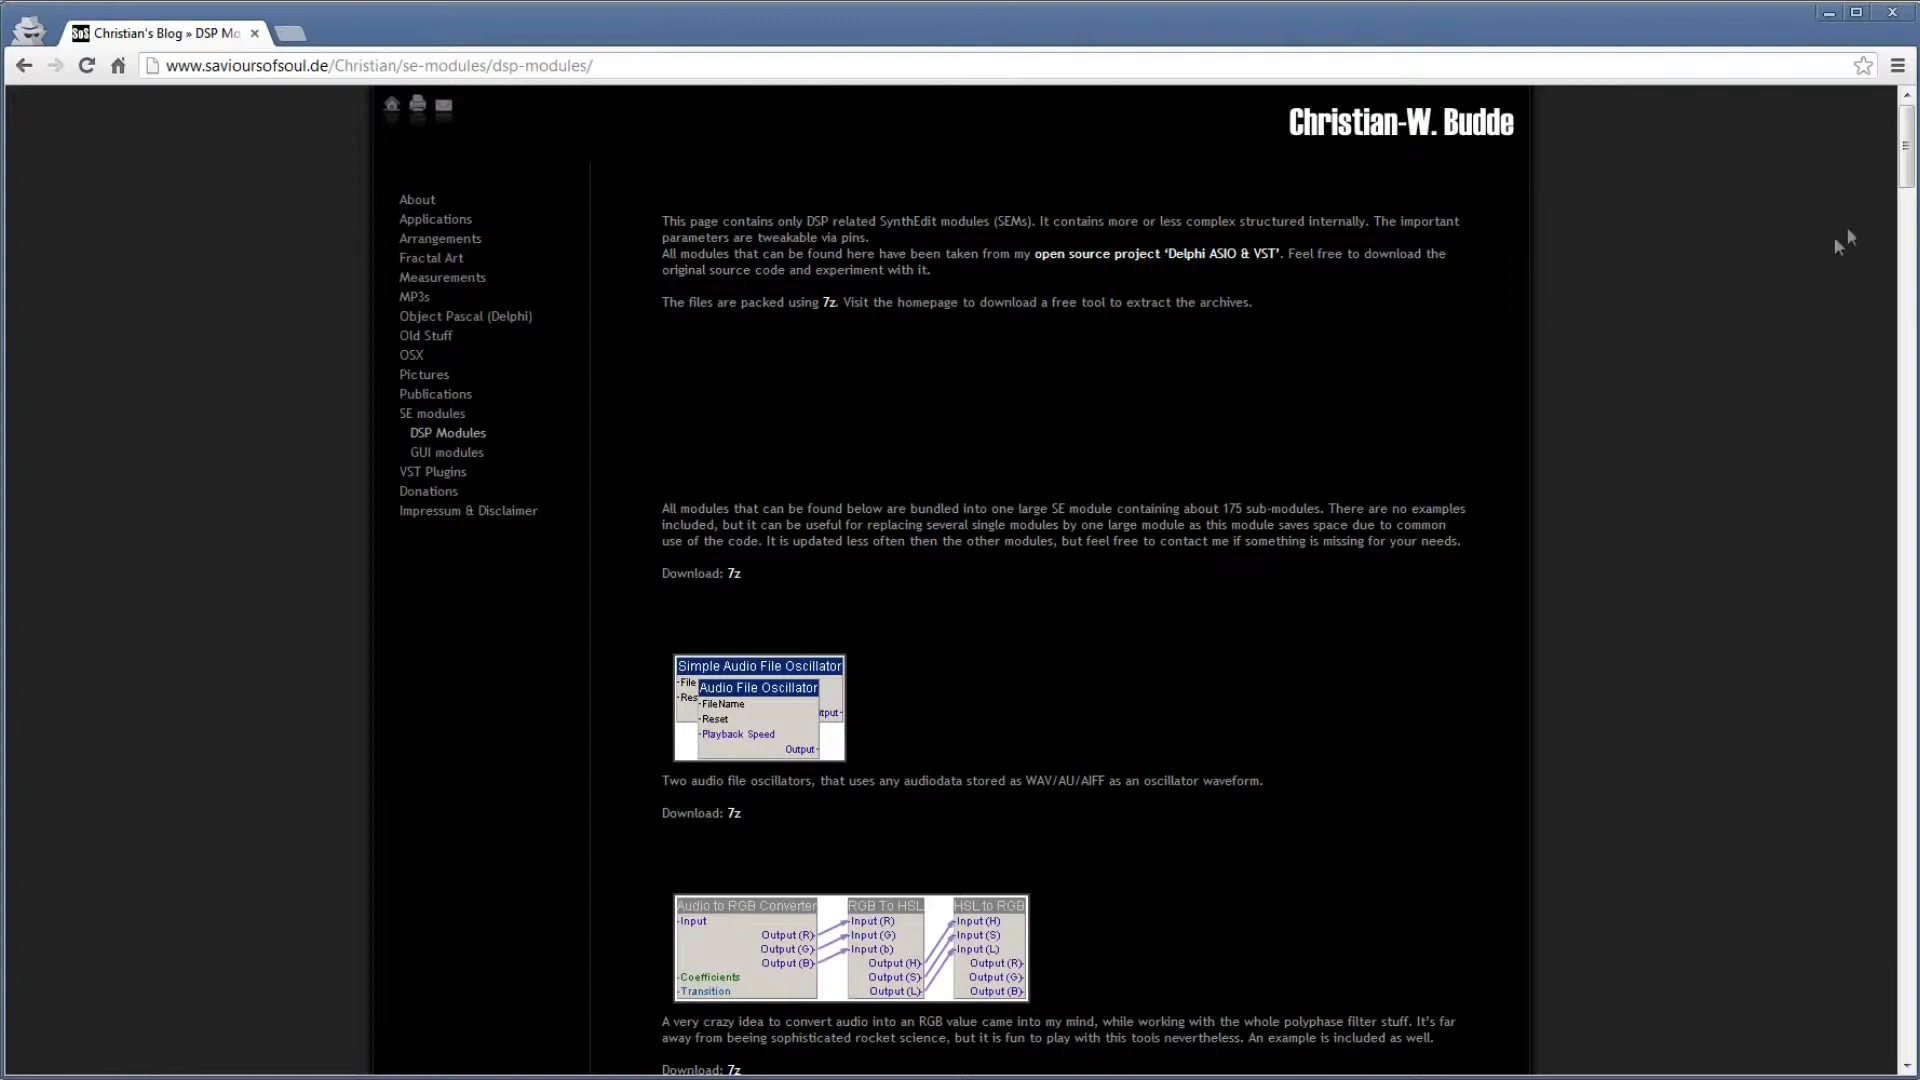 SoS Christian's Blog » DSP Mo
www.savioursofsoul.de/Christian/se-modules/dsp-modules/
Christian-W. Budde
About
Applications
Arrangements
Fractal Art
Measurements
MP3s
Object Pascal (Delphi)
Old Stuff
OSX
Pictures
Publications
SE modules
DSP Modules
GUI modules
VST Plugins
Donations
Impressum & Disclaimer
This page contains only DSP related SynthEdit modules (SEMs). It contains more or less complex structured internally. The important
parameters are tweakable via pins.
All modules that can be found here have been taken from my open source project ‘Delphi ASIO & VST’. Feel free to download the
original source code and experiment with it.
The files are packed using 7z. Visit the homepage to download a free tool to extract the archives.
All modules that can be found below are bundled into one large SE module containing about 175 sub-modules. There are no examples
included, but it can be useful for replacing several single modules by one large module as this module saves space due to common
use of the code. It is updated less often then the other modules, but feel free to contact me if something is missing for your needs.
Download: 7z
Simple Audio File Oscillator
-File
-Res
tput-
Audio File Oscillator
-FileName
-Reset
-Playback Speed
Output-
Two audio file oscillators, that uses any audiodata stored as WAV/AU/AIFF as an oscillator waveform.
Download: 7z
Audio to RGB Converter
-Input
Output (R)-
Output (G)-
Output (B)-
-Coefficients
-Transition
RGB To HSL
-Input (R)
-Input (G)
-Input (b)
Output (H)-
Output (S)-
Output (L)-
HSL to RGB
-Input (H)
-Input (S)
-Input (L)
Output (R)-
Output (G)-
Output (B)-
A very crazy idea to convert audio into an RGB value came into my mind, while working with the whole polyphase filter stuff. It’s far
away from beeing sophisticated rocket science, but it is fun to play with this tools nevertheless. An example is included as well.
Download: 7z